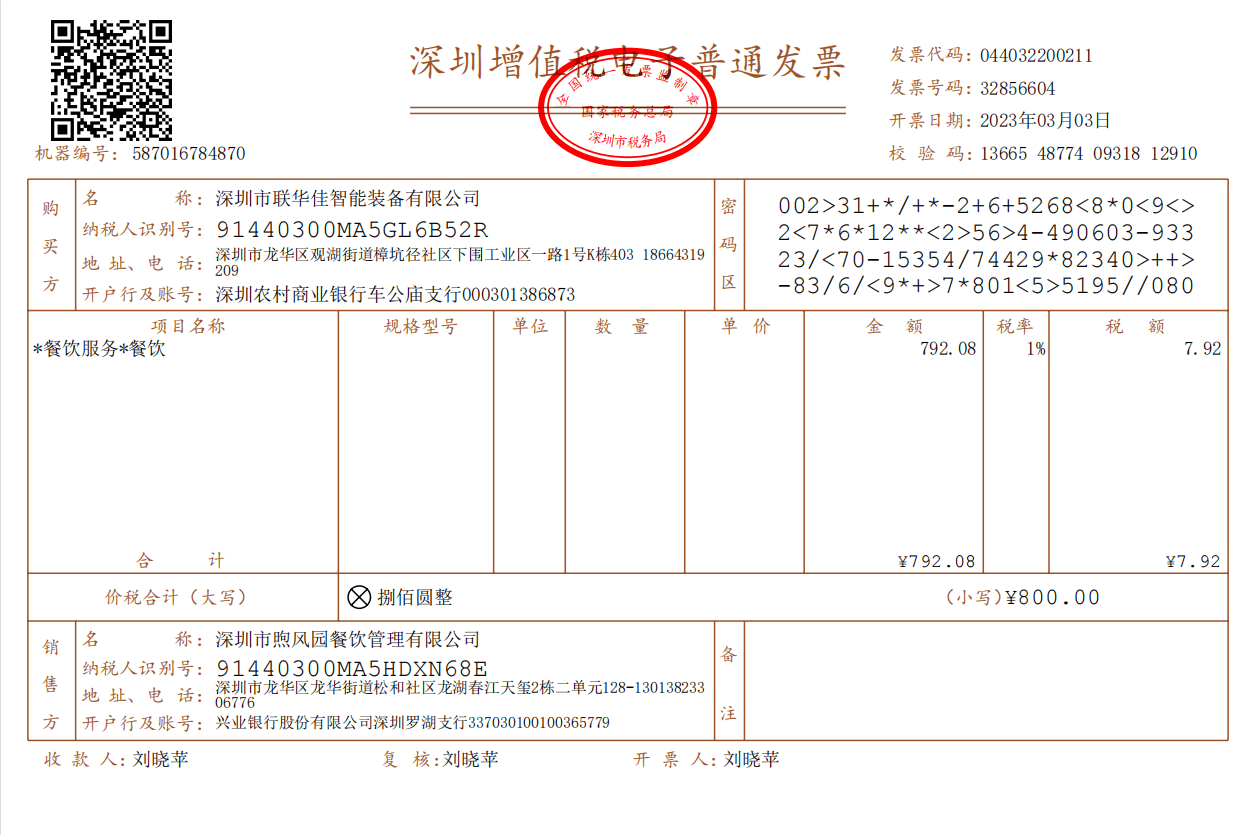 深圳增值税电子普通发票
全国统一发票监制章
国家税务总局
深圳市税务局
发票代码: 044032200211
发票号码: 32856604
开票日期: 2023年03月03日
校 验 码: 13665 48774 09318 12910
机器编号: 587016784870
购买方
名 称: 深圳市联华佳智能装备有限公司
纳税人识别号: 91440300MA5GL6B52R
地 址、电 话: 深圳市龙华区观湖街道樟坑径社区下围工业区一路1号K栋403 18664319
209
开户行及账号: 深圳农村商业银行车公庙支行000301386873
密码区
002>31+*/+*-2+6+5268<8*0<9<>
2<7*6*12**<2>56>4-490603-933
23/<70-15354/74429*82340>++>
-83/6/<9*+>7*801<5>5195//080
项目名称 规格型号 单位 数 量 单 价 金 额 税率 税 额
*餐饮服务*餐饮 792.08 1% 7.92
合 计 ¥792.08 ¥7.92
价税合计（大写） ⊗捌佰圆整 （小写）¥800.00
销售方
名 称: 深圳市煦风园餐饮管理有限公司
纳税人识别号: 91440300MA5HDXN68E
地 址、电 话: 深圳市龙华区龙华街道松和社区龙湖春江天玺2栋二单元128-130138233
06776
开户行及账号: 兴业银行股份有限公司深圳罗湖支行337030100100365779
备注
收 款 人: 刘晓苹 复 核: 刘晓苹 开 票 人: 刘晓苹